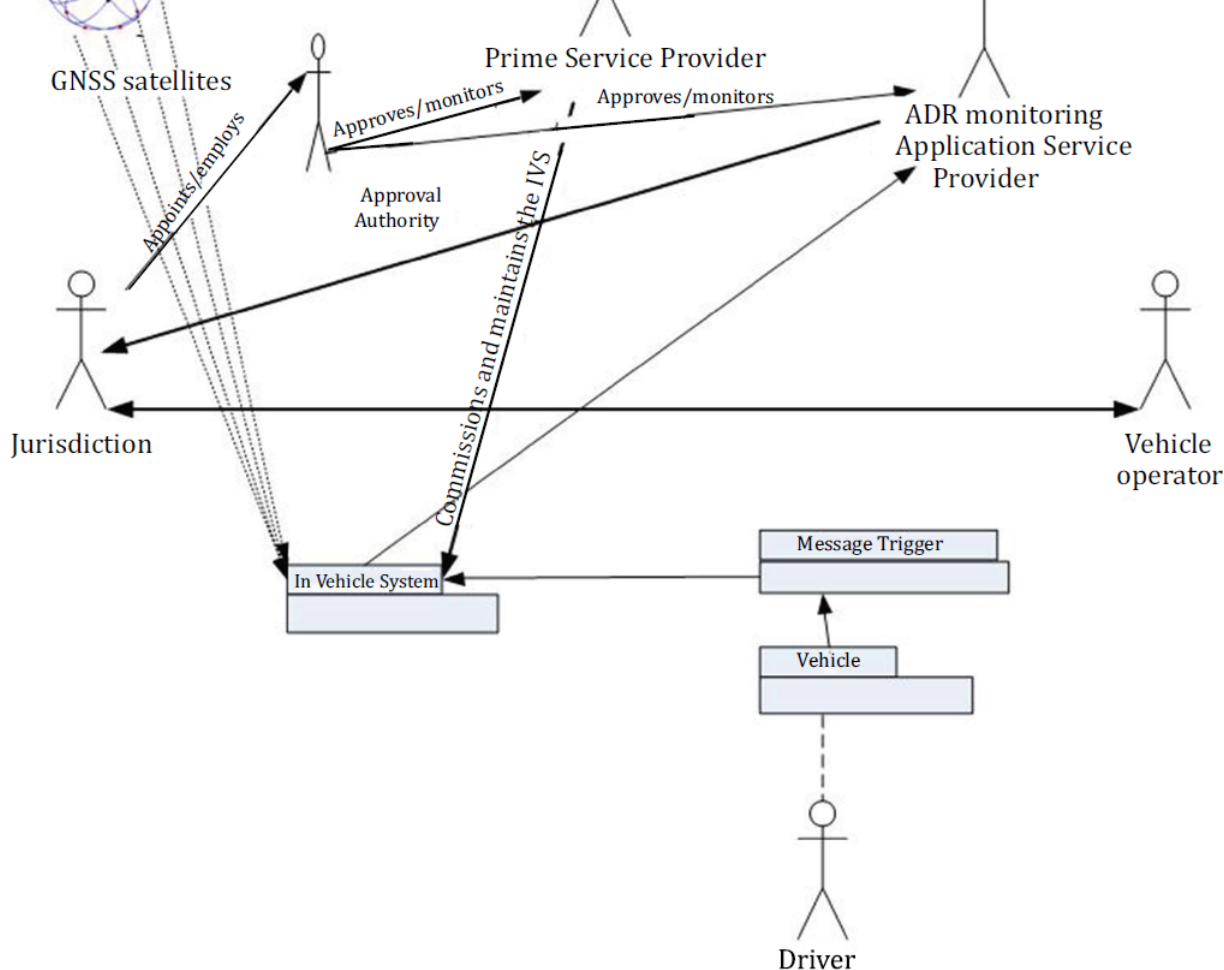 Prime Service Provider
GNSS satellites
Approves/monitors
Approves/monitors
ADR monitoring
Application Service
Provider
Appoints/employs
Approval
Authority
Commissions and maintains the IVS
Jurisdiction
Vehicle
operator
Message Trigger
In Vehicle System
Vehicle
Driver